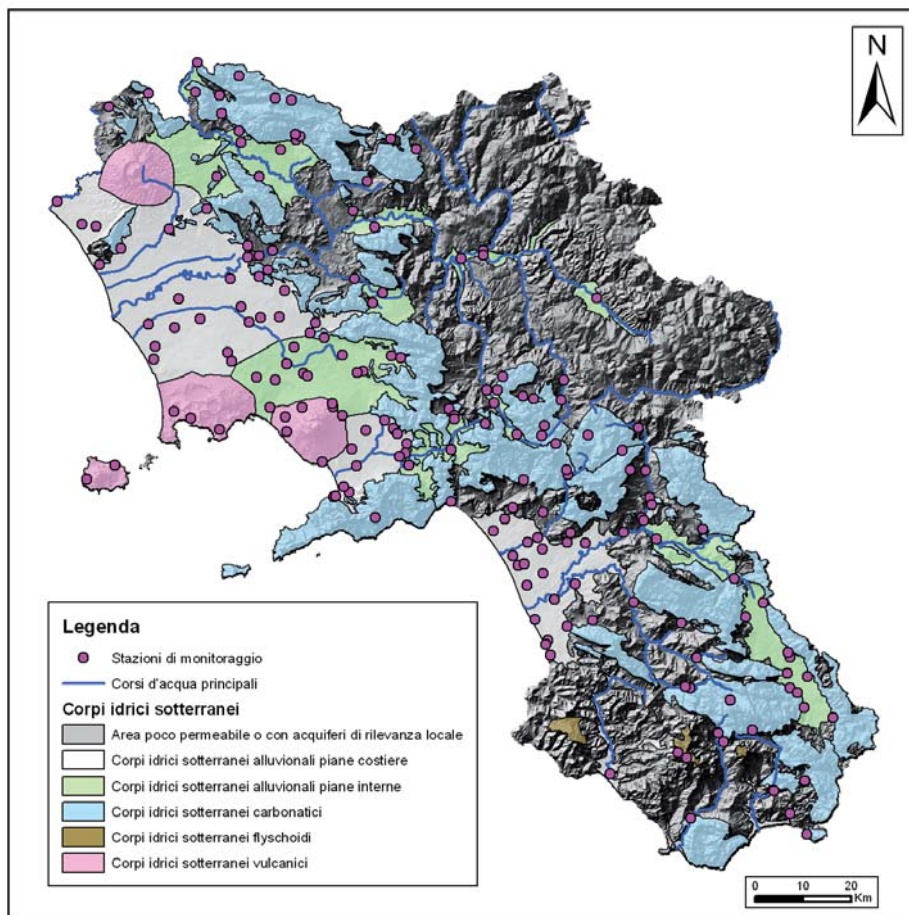 N
Legenda
Stazioni di monitoraggio
Corsi d'acqua principali
Corpi idrici sotterranei
Area poco permeabile o con acquiferi di rilevanza locale
Corpi idrici sotterranei alluvionali piane costiere
Corpi idrici sotterranei alluvionali piane interne
Corpi idrici sotterranei carbonatici
Corpi idrici sotterranei flyschoidi
Corpi idrici sotterranei vulcanici
0 10 20
Km